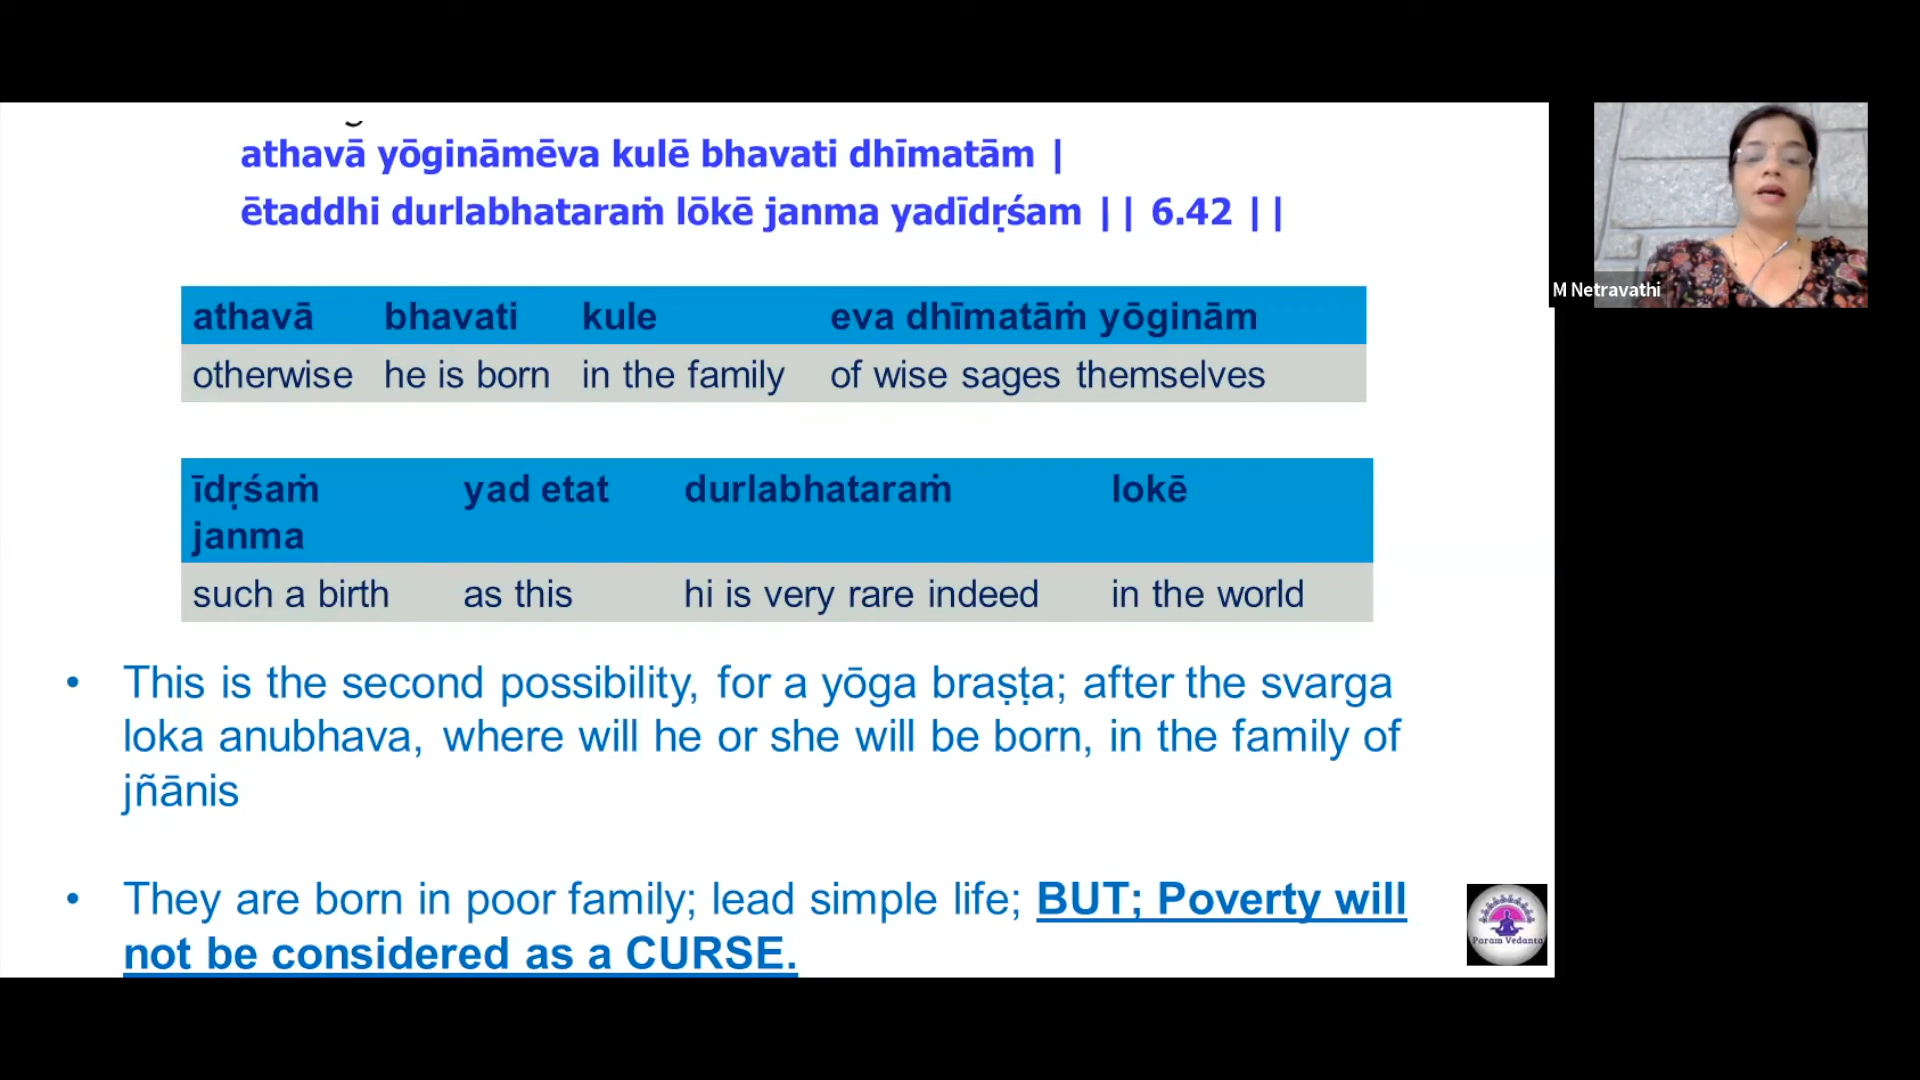 athavā yōgināmēva kulē bhavati dhīmatām |
ētaddhi durlabhataraṁ lōkē janma yadīdṛśam || 6.42 ||
athavā bhavati kule eva dhīmatāṁ yōginām
otherwise he is born in the family of wise sages themselves
īdṛśaṁ yad etat durlabhataraṁ lokē
janma
such a birth as this hi is very rare indeed in the world
• This is the second possibility, for a yōga braṣṭa; after the svarga
loka anubhava, where will he or she will be born, in the family of
jñānis
• They are born in poor family; lead simple life; BUT; Poverty will
not be considered as a CURSE.
Param Vedanta
M Netravathi